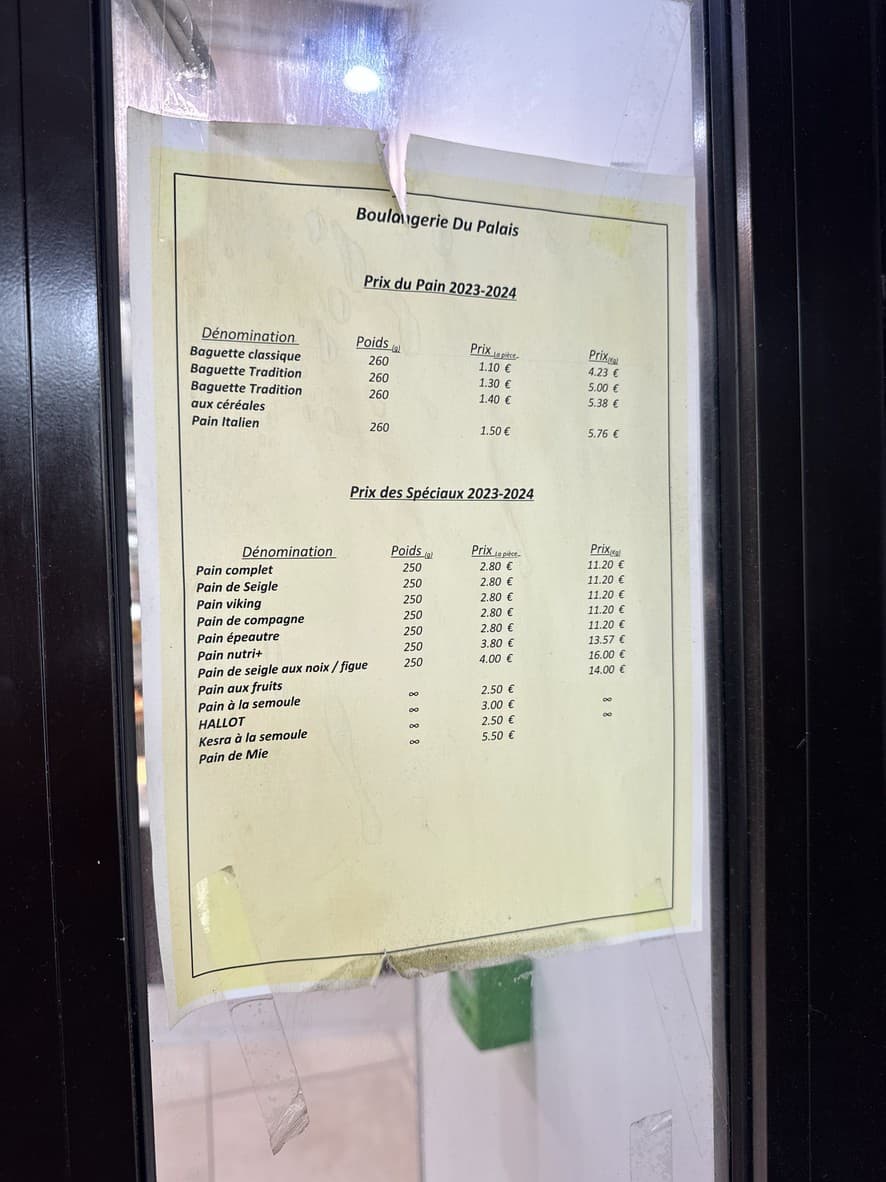 Boulangerie Du Palais
Prix du Pain 2023-2024
Dénomination Poids (g) Prix La pièce Prix(Kg)
Baguette classique 260 1.10 € 4.23 €
Baguette Tradition 260 1.30 € 5.00 €
Baguette Tradition 260 1.40 € 5.38 €
aux céréales
Pain Italien 260 1.50 € 5.76 €
Prix des Spéciaux 2023-2024
Dénomination Poids (g) Prix La pièce Prix(Kg)
Pain complet 250 2.80 € 11.20 €
Pain de Seigle 250 2.80 € 11.20 €
Pain viking 250 2.80 € 11.20 €
Pain de compagne 250 2.80 € 11.20 €
Pain épeautre 250 2.80 € 11.20 €
Pain nutri+ 250 3.80 € 13.57 €
Pain de seigle aux noix / figue 250 4.00 € 16.00 €
Pain aux fruits 14.00 €
Pain à la semoule ∞ 2.50 €
HALLOT ∞ 3.00 € ∞
Kesra à la semoule ∞ 2.50 € ∞
Pain de Mie ∞ 5.50 €